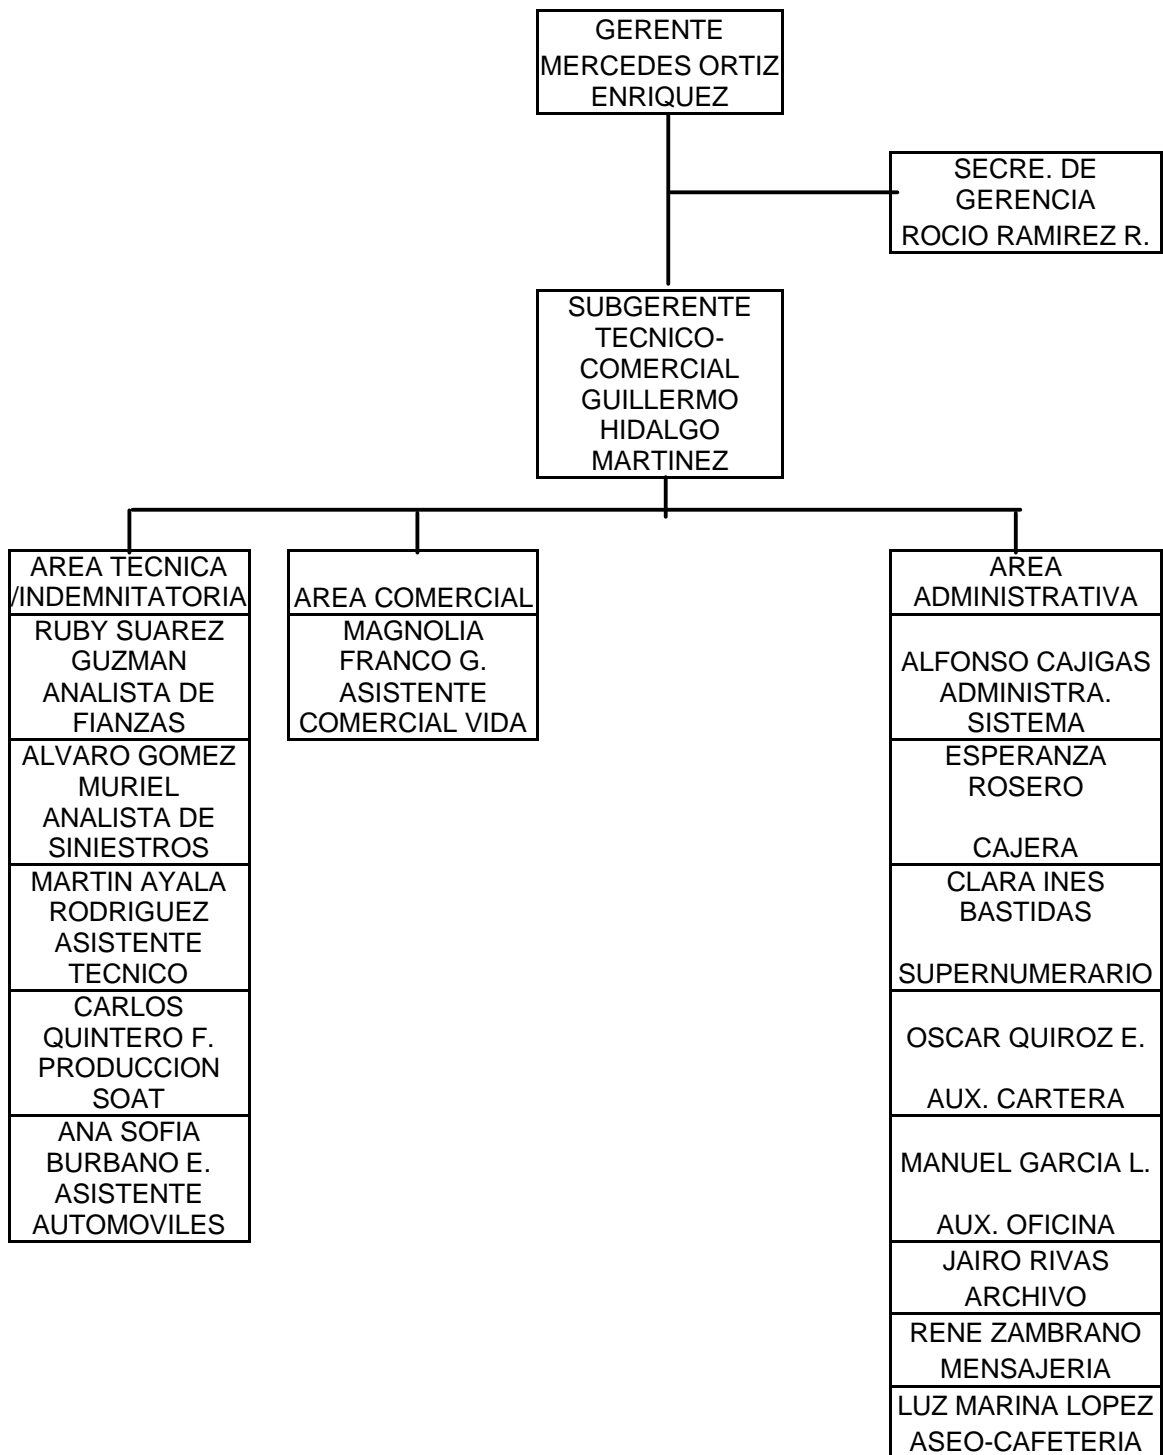 GERENTE
MERCEDES ORTIZ
ENRIQUEZ
SECRE. DE
GERENCIA
ROCIO RAMIREZ R.
SUBGERENTE
TECNICO-
COMERCIAL
GUILLERMO
HIDALGO
MARTINEZ
AREA TECNICA
/INDEMNITATORIA
RUBY SUAREZ
GUZMAN
ANALISTA DE
FIANZAS
ALVARO GOMEZ
MURIEL
ANALISTA DE
SINIESTROS
MARTIN AYALA
RODRIGUEZ
ASISTENTE
TECNICO
CARLOS
QUINTERO F.
PRODUCCION
SOAT
ANA SOFIA
BURBANO E.
ASISTENTE
AUTOMOVILES
AREA COMERCIAL
MAGNOLIA
FRANCO G.
ASISTENTE
COMERCIAL VIDA
AREA
ADMINISTRATIVA
ALFONSO CAJIGAS
ADMINISTRA.
SISTEMA
ESPERANZA
ROSERO
CAJERA
CLARA INES
BASTIDAS
SUPERNUMERARIO
OSCAR QUIROZ E.
AUX. CARTERA
MANUEL GARCIA L.
AUX. OFICINA
JAIRO RIVAS
ARCHIVO
RENE ZAMBRANO
MENSAJERIA
LUZ MARINA LOPEZ
ASEO-CAFETERIA